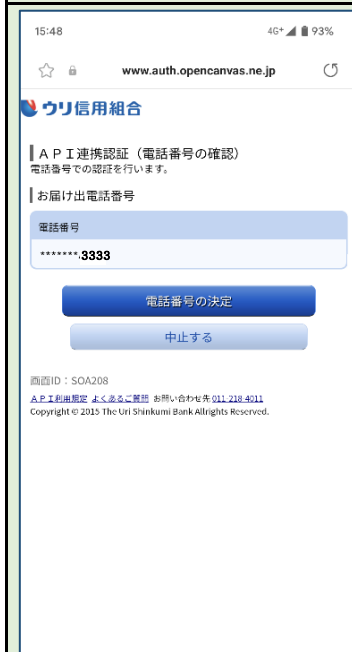 15:48
4G+ 93%
www.auth.opencanvas.ne.jp
ウリ信用組合
ＡＰＩ連携認証（電話番号の確認）
電話番号での認証を行います。
お届け出電話番号
電話番号
*******3333
電話番号の決定
中止する
画面ID：SOA208
ＡＰＩ利用規定 よくあるご質問 お問い合わせ先 011-218-4011
Copyright © 2015 The Uri Shinkumi Bank Allrights Reserved.